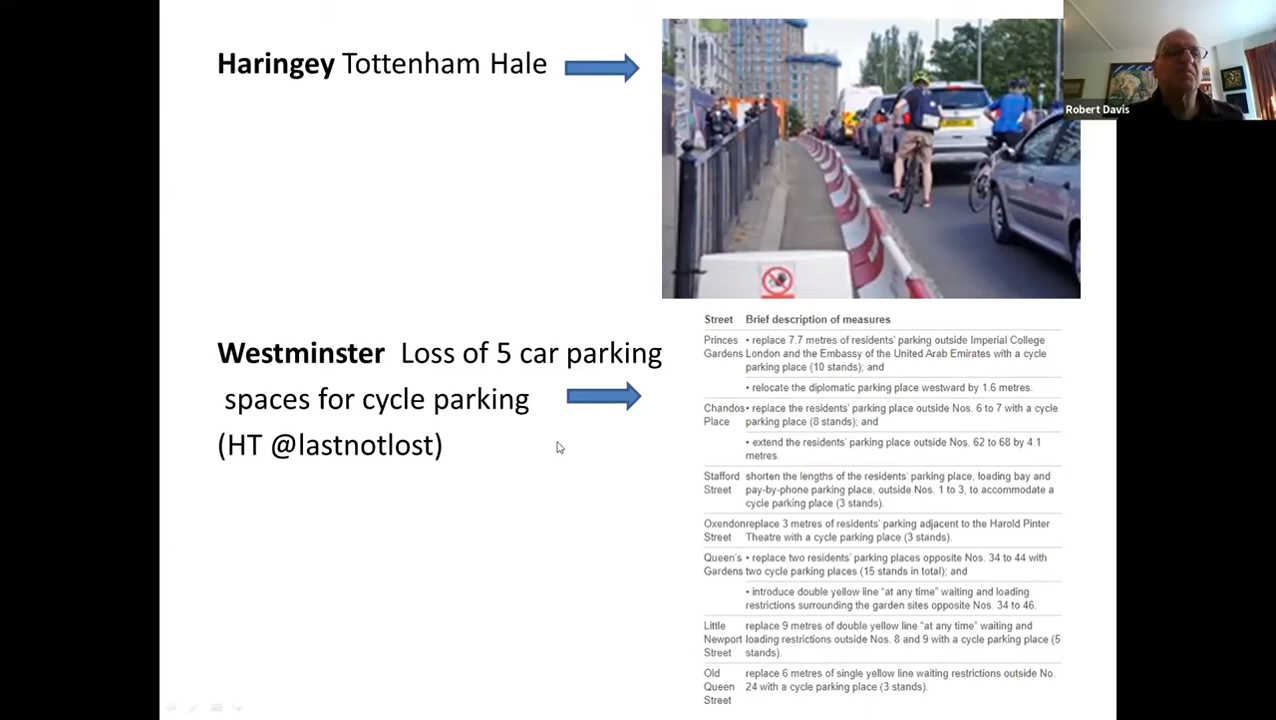 Haringey Tottenham Hale
Robert Davis
Westminster Loss of 5 car parking
spaces for cycle parking
(HT @lastnotlost)
Street Brief description of measures
Princes • replace 7.7 metres of residents' parking outside Imperial College
Gardens London and the Embassy of the United Arab Emirates with a cycle
parking place (10 stands); and
• relocate the diplomatic parking place westward by 1.6 metres.
Chandos • replace the residents' parking place outside Nos. 6 to 7 with a cycle
Place parking place (8 stands); and
• extend the residents' parking place outside Nos. 62 to 68 by 4.1
metres.
Stafford shorten the lengths of the residents' parking place, loading bay and
Street pay-by-phone parking place, outside Nos. 1 to 3, to accommodate a
cycle parking place (3 stands).
Oxendon replace 3 metres of residents' parking adjacent to the Harold Pinter
Street Theatre with a cycle parking place (3 stands).
Queen's • replace two residents' parking places opposite Nos. 34 to 44 with
Gardens two cycle parking places (15 stands in total); and
• introduce double yellow line "at any time" waiting and loading
restrictions surrounding the garden sites opposite Nos. 34 to 46.
Little replace 9 metres of double yellow line "at any time" waiting and
Newport loading restrictions outside Nos. 8 and 9 with a cycle parking place (5
Street stands).
Old replace 6 metres of single yellow line waiting restrictions outside No.
Queen 24 with a cycle parking place (3 stands).
Street